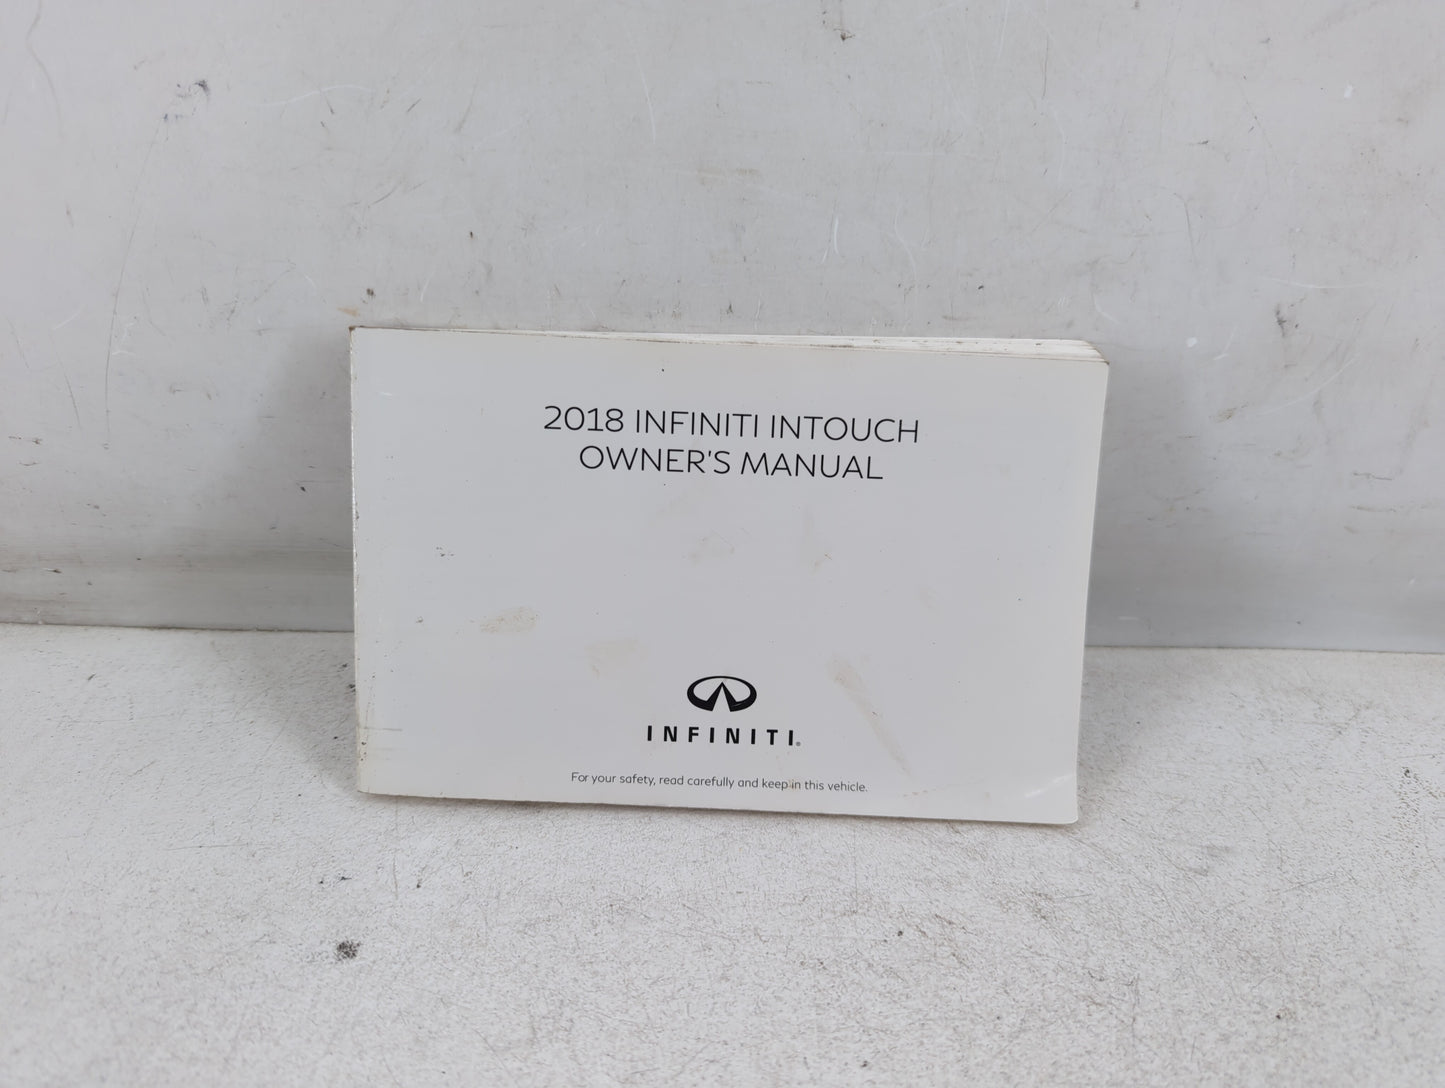 2018 INFINITI INTOUCH
OWNER'S MANUAL
INFINITI®
For your safety, read carefully and keep in this vehicle.